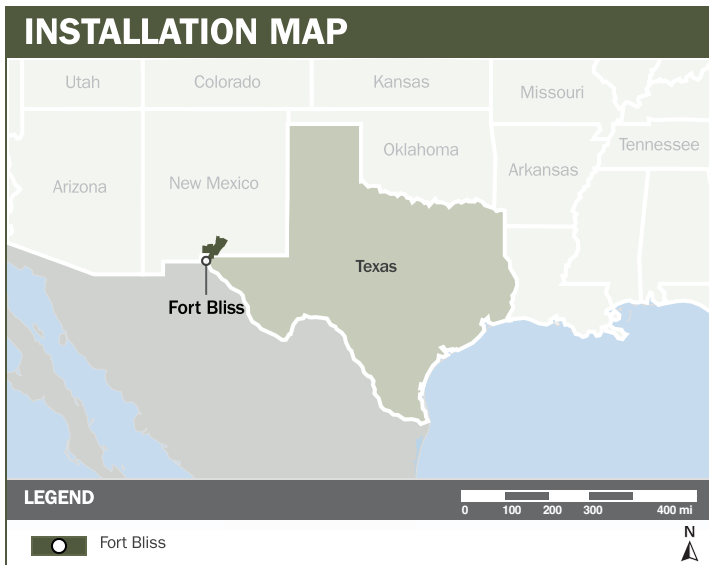 INSTALLATION MAP
Utah
Colorado
Kansas
Missouri
Arizona
New Mexico
Oklahoma
Arkansas
Tennessee
Texas
Fort Bliss
LEGEND
0 100 200 300 400 mi
Fort Bliss
N